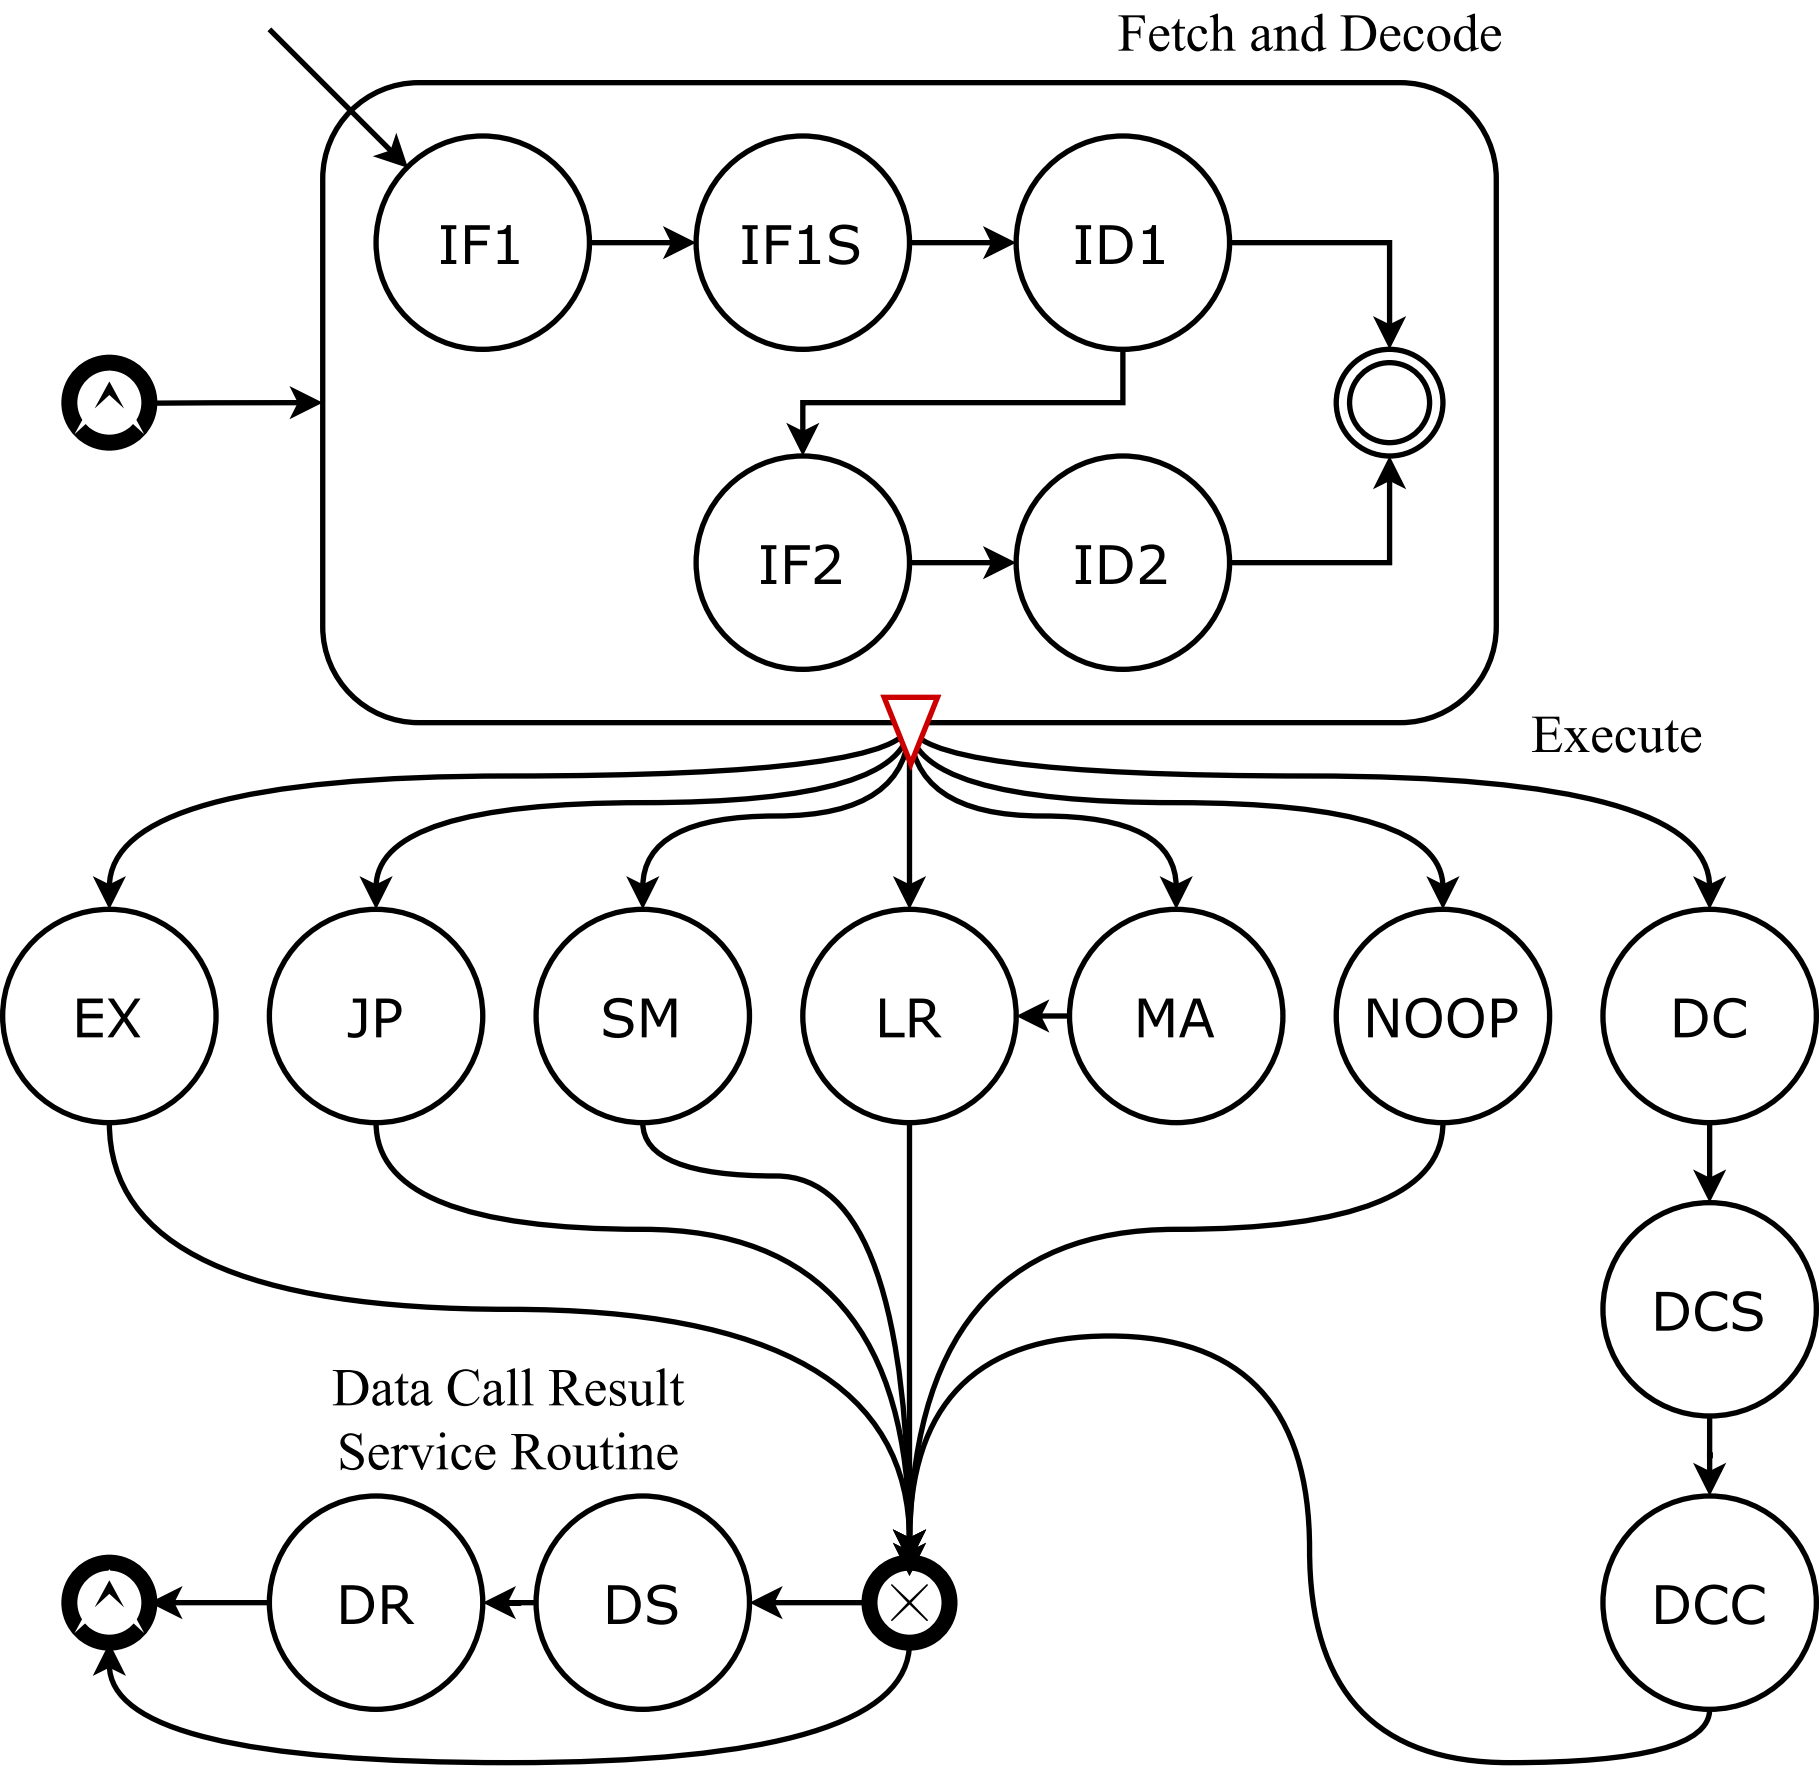 Fetch and Decode
IF1
IF1S
ID1
IF2
ID2
Execute
EX
JP
SM
LR
MA
NOOP
DC
DCS
Data Call Result
Service Routine
DR
DS
DCC